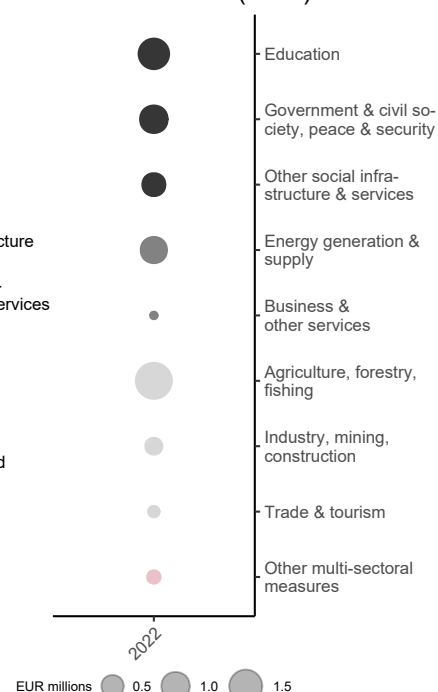 Education
Government & civil so-
ciety, peace & security
Other social infra-
structure & services
cture
Energy generation &
supply
ervices
Business &
other services
Agriculture, forestry,
fishing
Industry, mining,
construction
Trade & tourism
Other multi-sectoral
measures
2022
EUR millions 0.5 1.0 1.5